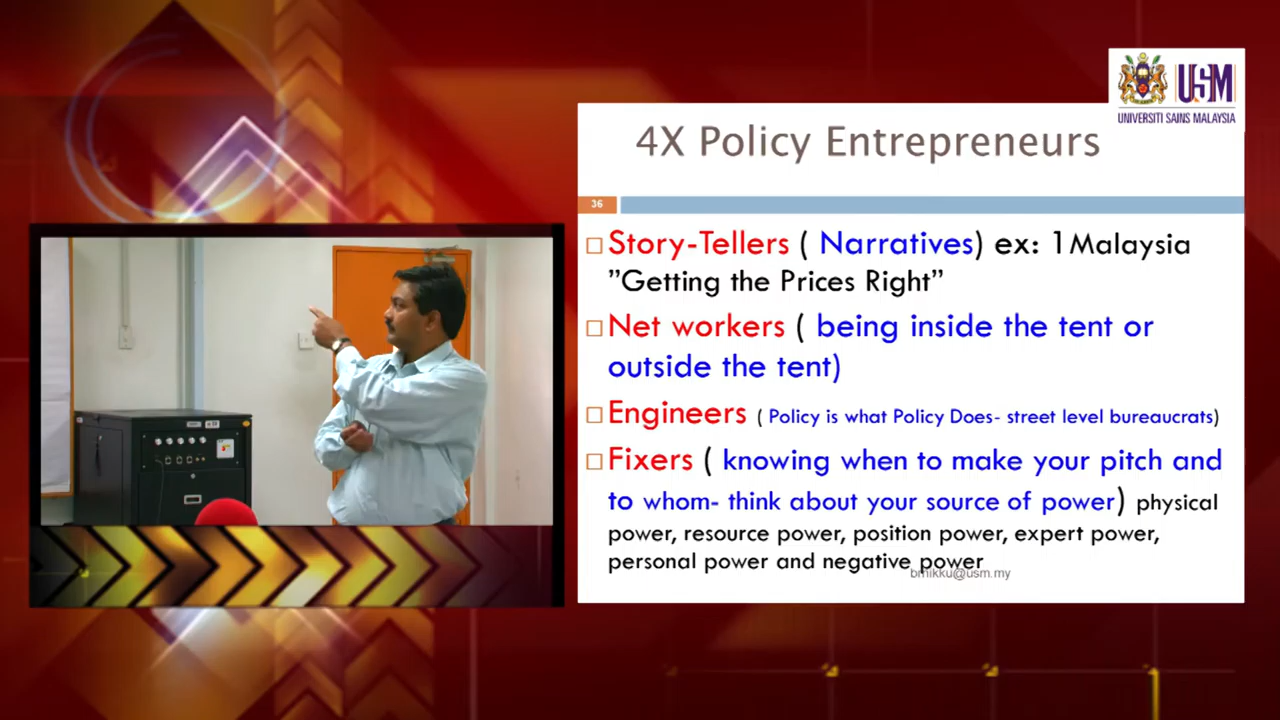 USM
UNIVERSITI SAINS MALAYSIA
4X Policy Entrepreneurs
36
Story-Tellers ( Narratives) ex: 1Malaysia
”Getting the Prices Right”
Net workers ( being inside the tent or
outside the tent)
Engineers ( Policy is what Policy Does- street level bureaucrats)
Fixers ( knowing when to make your pitch and
to whom- think about your source of power) physical
power, resource power, position power, expert power,
personal power and negative power
bmikku@usm.my